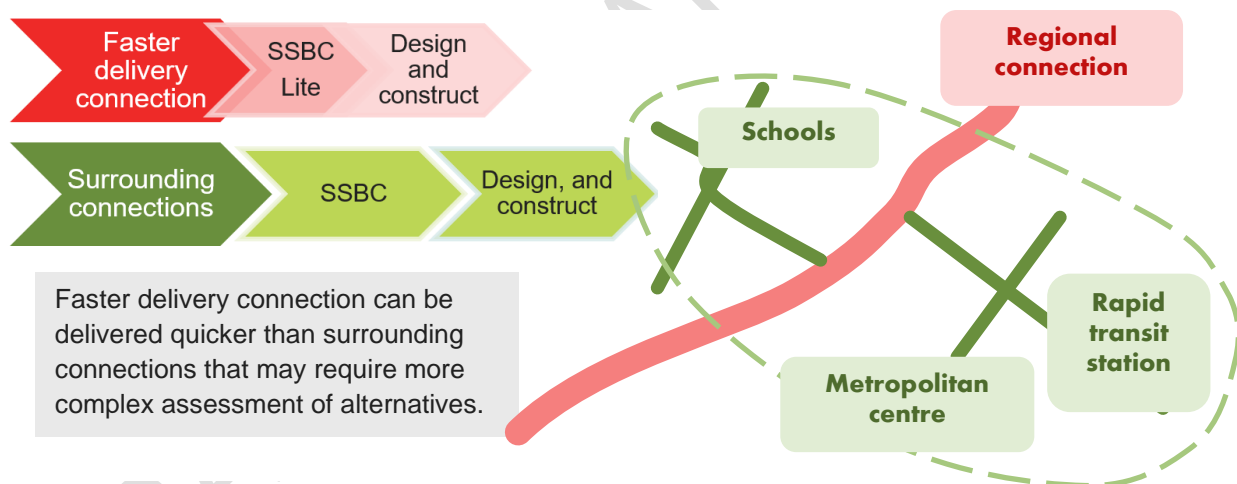 Faster
delivery
connection
SSBC
Lite
Design
and
construct
Surrounding
connections
SSBC
Design, and
construct
Faster delivery connection can be
delivered quicker than surrounding
connections that may require more
complex assessment of alternatives.
Regional
connection
Schools
Rapid
transit
station
Metropolitan
centre